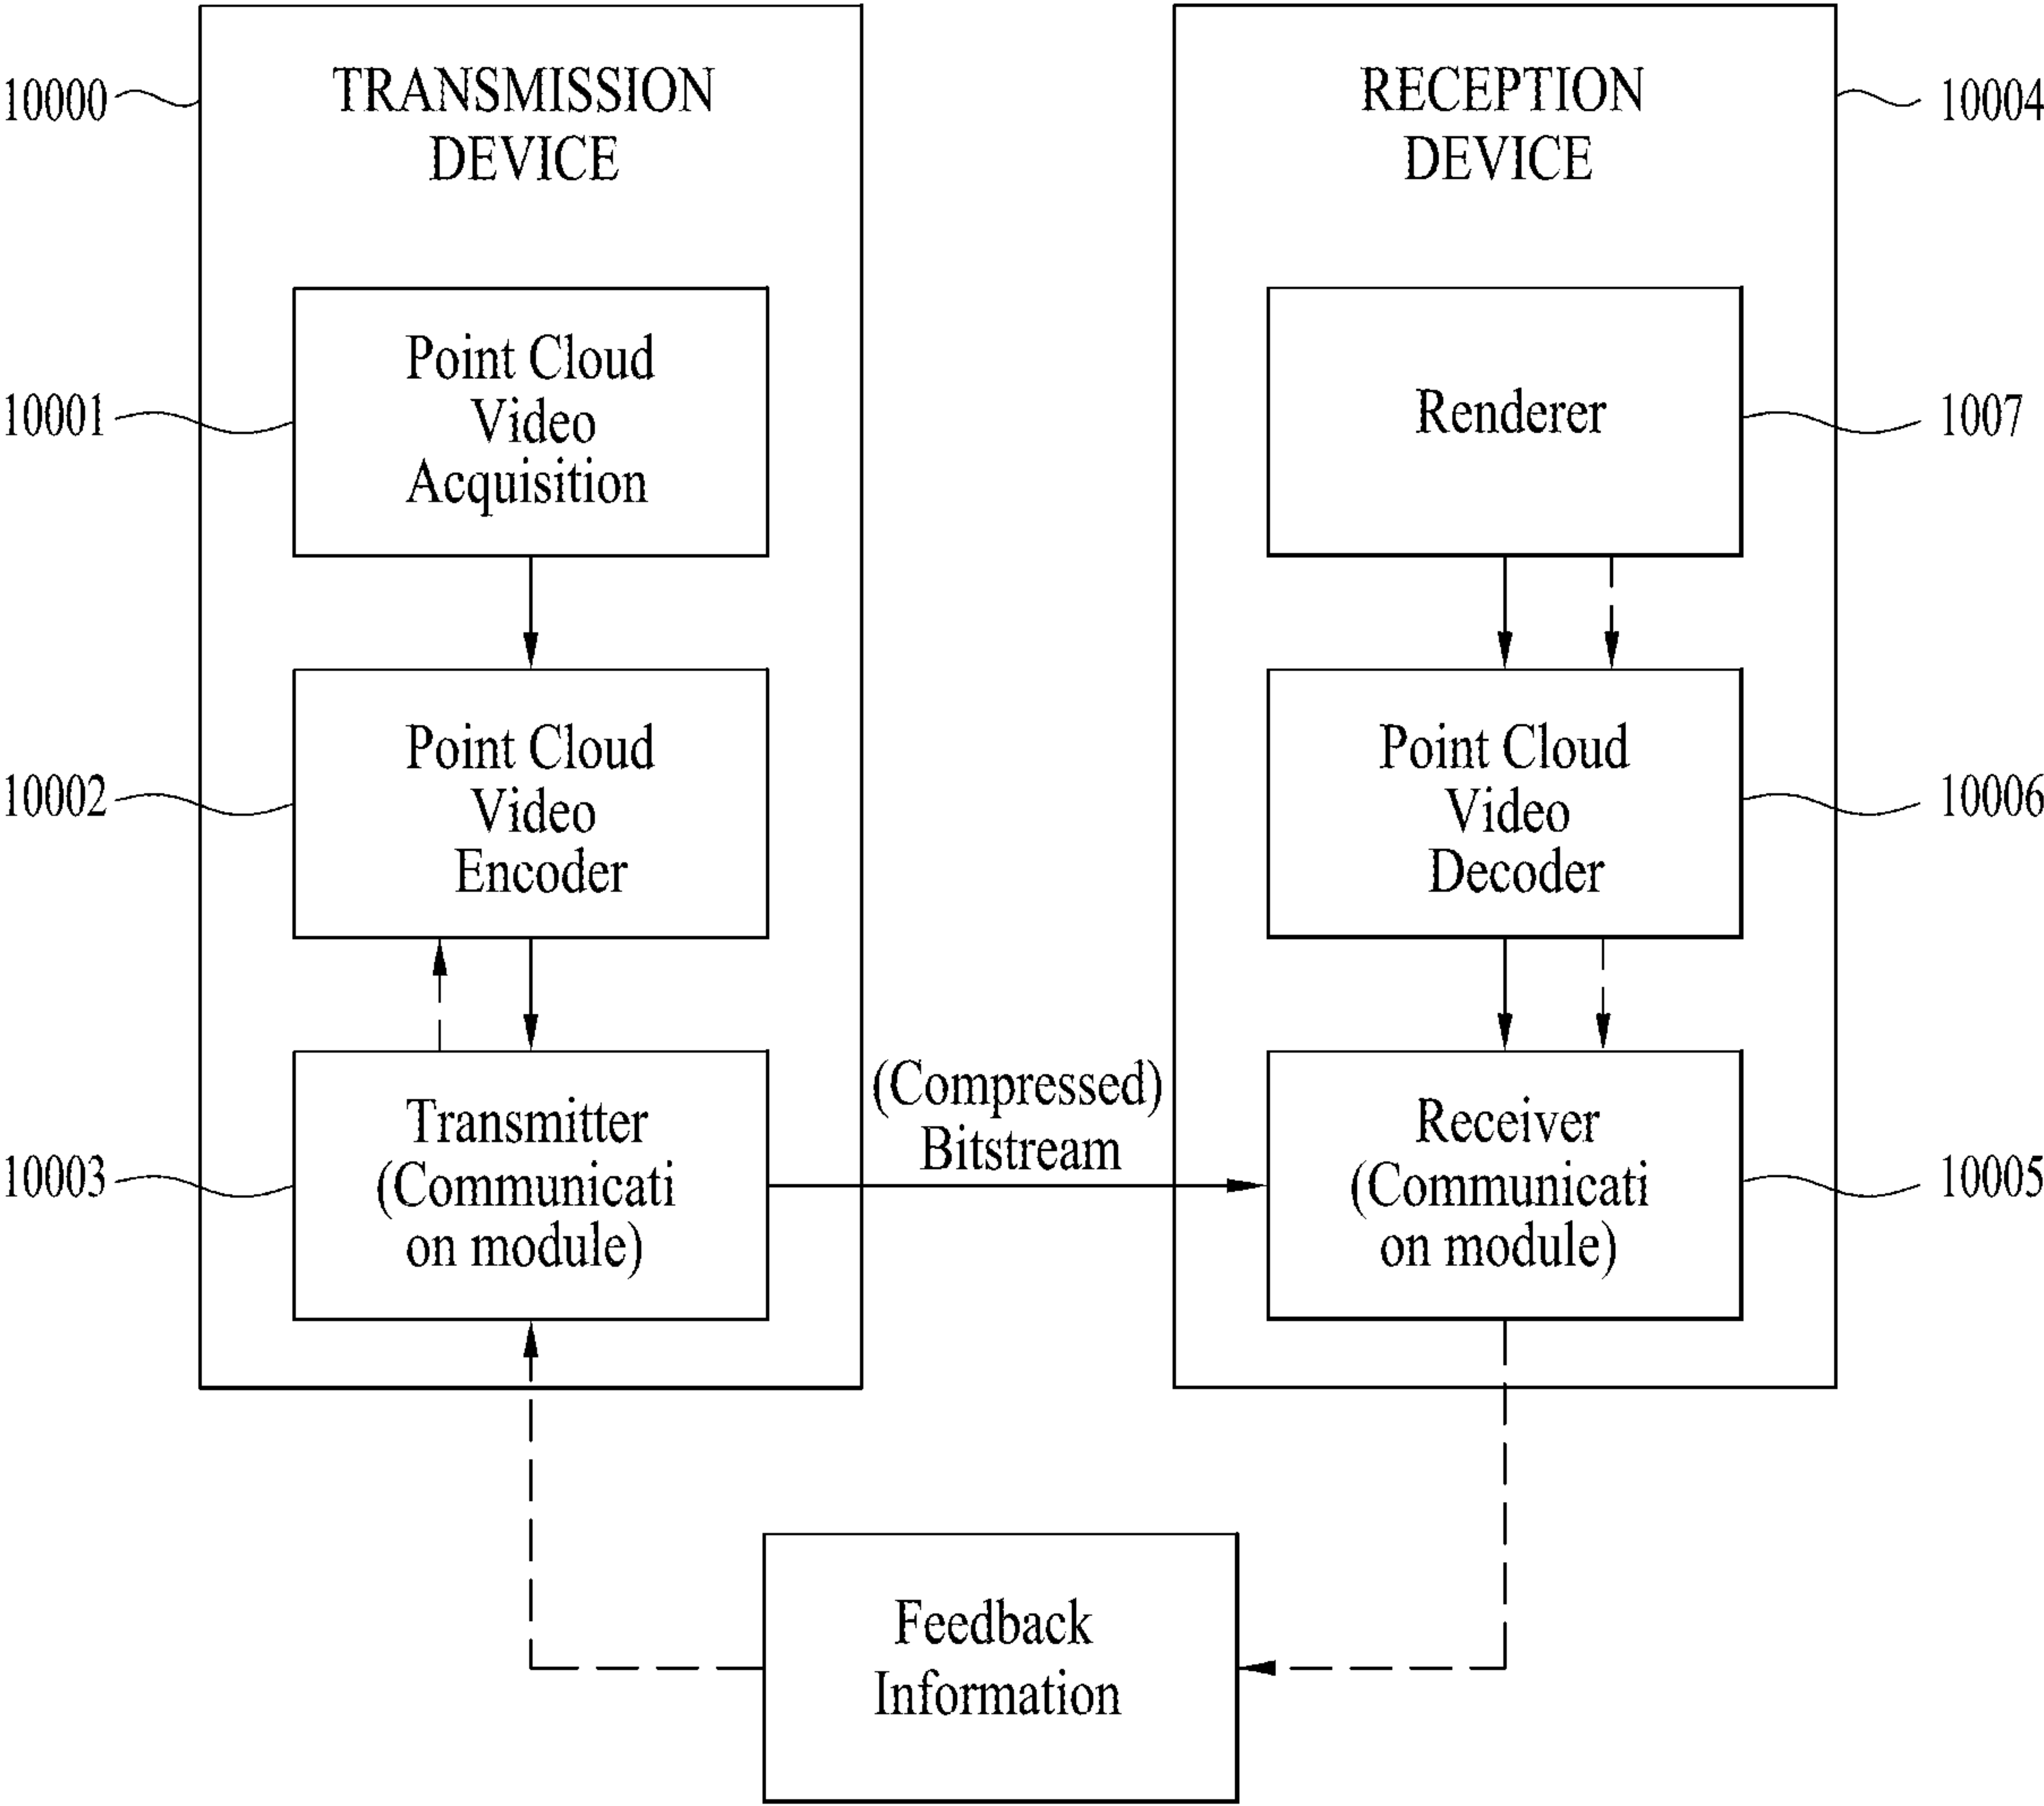 TRANSMISSION
DEVICE
10000
Point Cloud
Video
Acquisition
10001
Point Cloud
Video
Encoder
10002
Transmitter
(Communicati
on module)
10003
(Compressed)
Bitstream
RECEPTION
DEVICE
10004
Renderer
1007
Point Cloud
Video
Decoder
10006
Receiver
(Communicati
on module)
10005
Feedback
Information